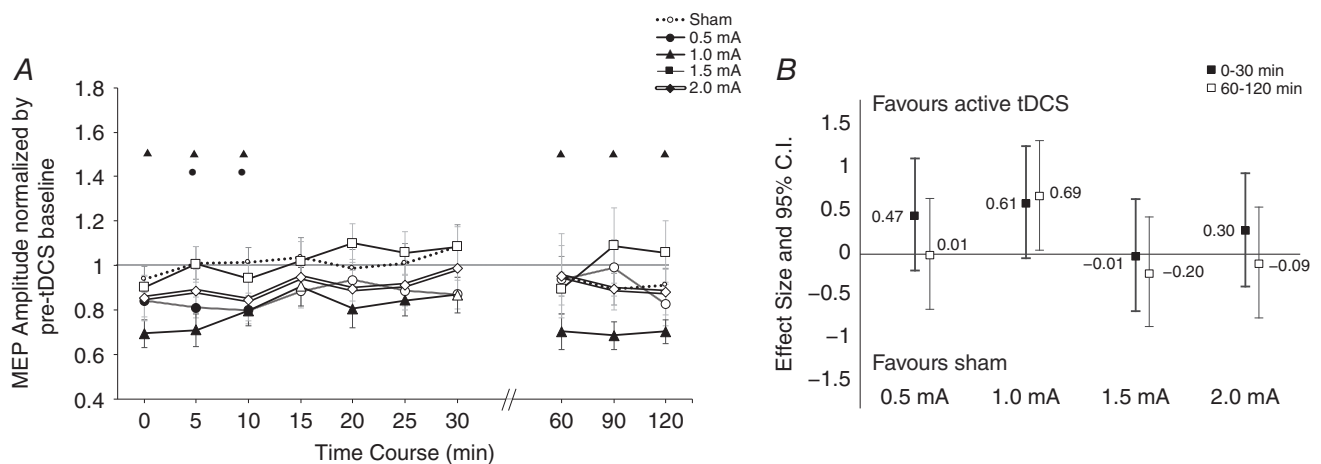 A
Sham
0.5 mA
1.0 mA
1.5 mA
2.0 mA
MEP Amplitude normalized by
pre-tDCS baseline
1.8
1.6
1.4
1.2
1
0.8
0.6
0.4
0 5 10 15 20 25 30 60 90 120
Time Course (min)
B
0-30 min
60-120 min
Favours active tDCS
Effect Size and 95% C.I.
1.5
1
0.5
0
−0.5
−1
−1.5
0.47
0.01
0.61
0.69
−0.01
−0.20
0.30
−0.09
Favours sham
0.5 mA 1.0 mA 1.5 mA 2.0 mA